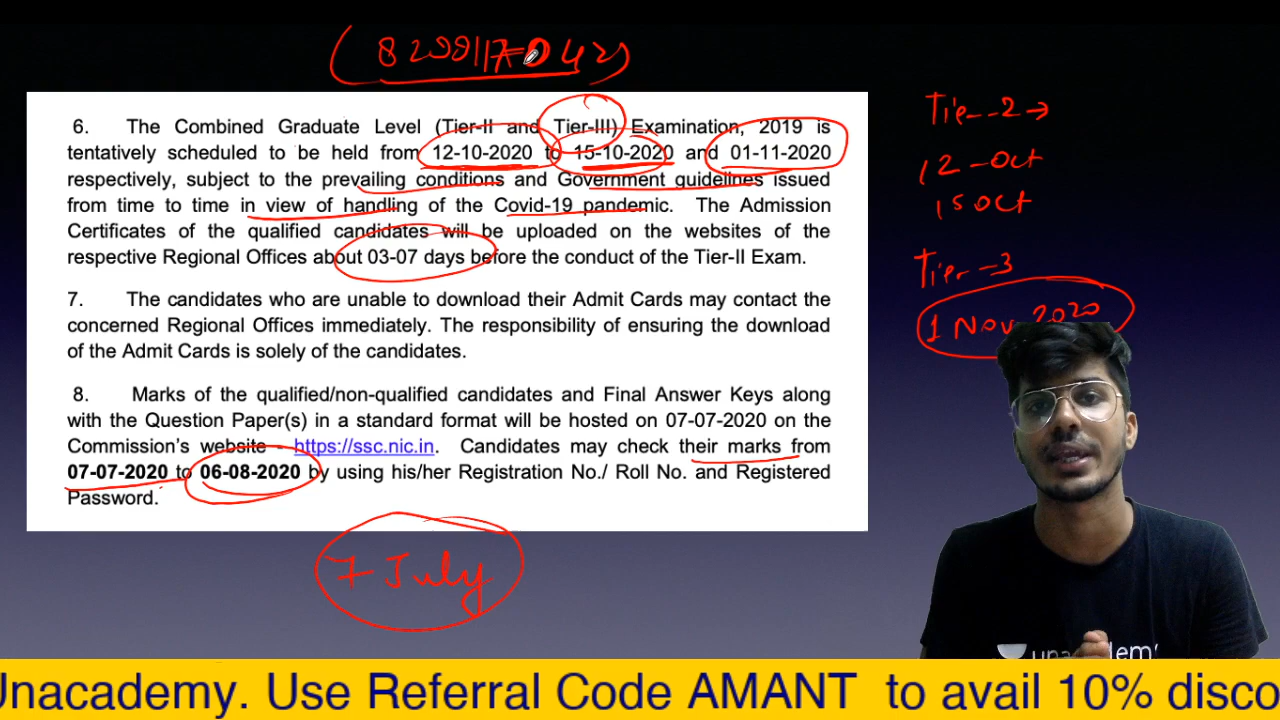 6. The Combined Graduate Level (Tier-II and Tier-III) Examination, 2019 is
tentatively scheduled to be held from 12-10-2020 to 15-10-2020 and 01-11-2020
respectively, subject to the prevailing conditions and Government guidelines issued
from time to time in view of handling of the Covid-19 pandemic. The Admission
Certificates of the qualified candidates will be uploaded on the websites of the
respective Regional Offices about 03-07 days before the conduct of the Tier-II Exam.
7. The candidates who are unable to download their Admit Cards may contact the
concerned Regional Offices immediately. The responsibility of ensuring the download
of the Admit Cards is solely of the candidates.
8. Marks of the qualified/non-qualified candidates and Final Answer Keys along
with the Question Paper(s) in a standard format will be hosted on 07-07-2020 on the
Commission's website - https://ssc.nic.in. Candidates may check their marks from
07-07-2020 to 06-08-2020 by using his/her Registration No./ Roll No. and Registered
Password.
7 July
Tier-2 →
12-Oct
15 Oct
Tier-3
1 Nov 2020
unacademy
Unacademy. Use Referral Code AMANT to avail 10% disco